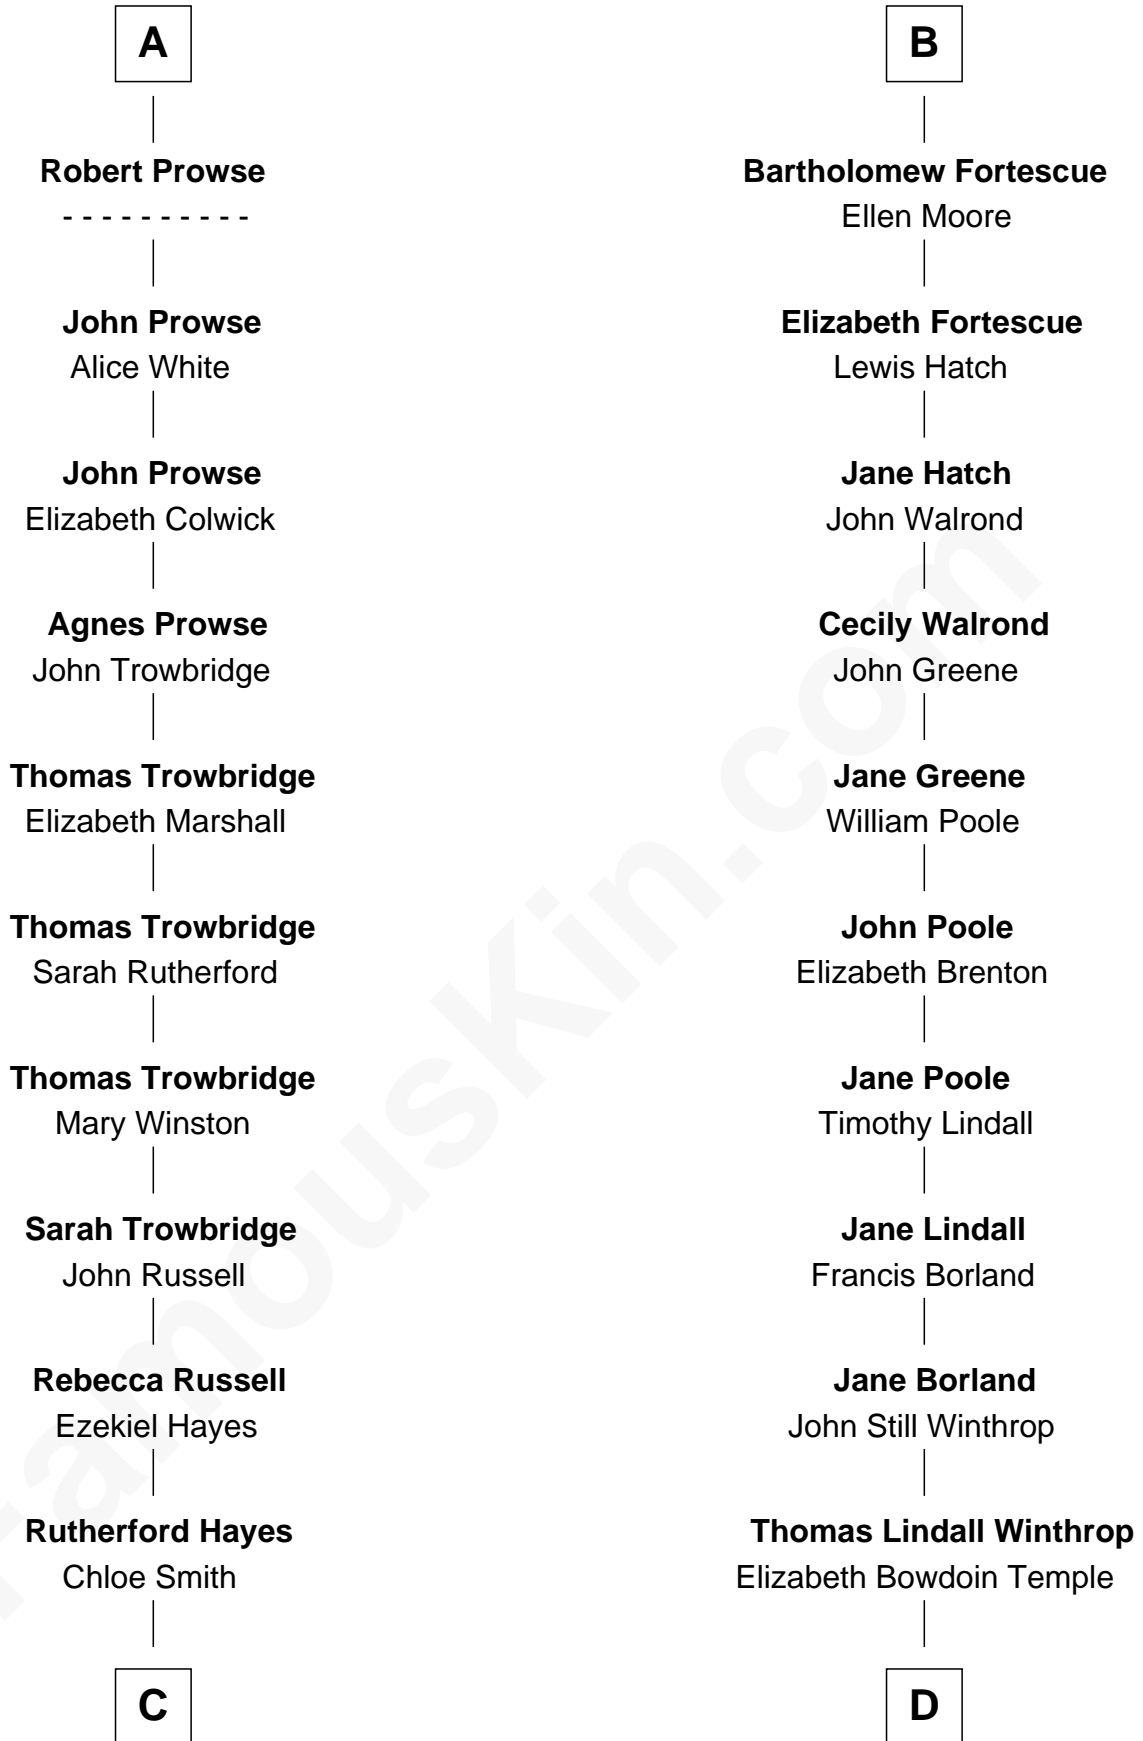 A
Robert Prowse
- - - - - - - - - -
John Prowse
Alice White
John Prowse
Elizabeth Colwick
Agnes Prowse
John Trowbridge
Thomas Trowbridge
Elizabeth Marshall
Thomas Trowbridge
Sarah Rutherford
Thomas Trowbridge
Mary Winston
Sarah Trowbridge
John Russell
Rebecca Russell
Ezekiel Hayes
Rutherford Hayes
Chloe Smith
C
B
Bartholomew Fortescue
Ellen Moore
Elizabeth Fortescue
Lewis Hatch
Jane Hatch
John Walrond
Cecily Walrond
John Greene
Jane Greene
William Poole
John Poole
Elizabeth Brenton
Jane Poole
Timothy Lindall
Jane Lindall
Francis Borland
Jane Borland
John Still Winthrop
Thomas Lindall Winthrop
Elizabeth Bowdoin Temple
D
FamousKin.com